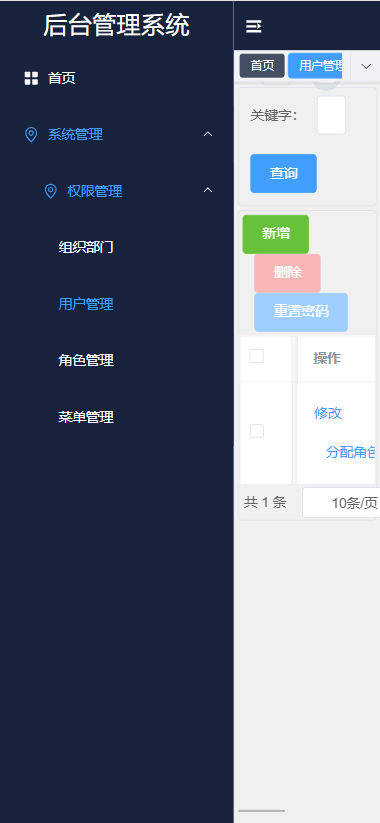 后台管理系统
首页
系统管理
权限管理
组织部门
用户管理
角色管理
菜单管理
首页 用户管理
关键字：
查询
新增
删除
重置密码
操作
修改
分配角色
共 1 条 10条/页